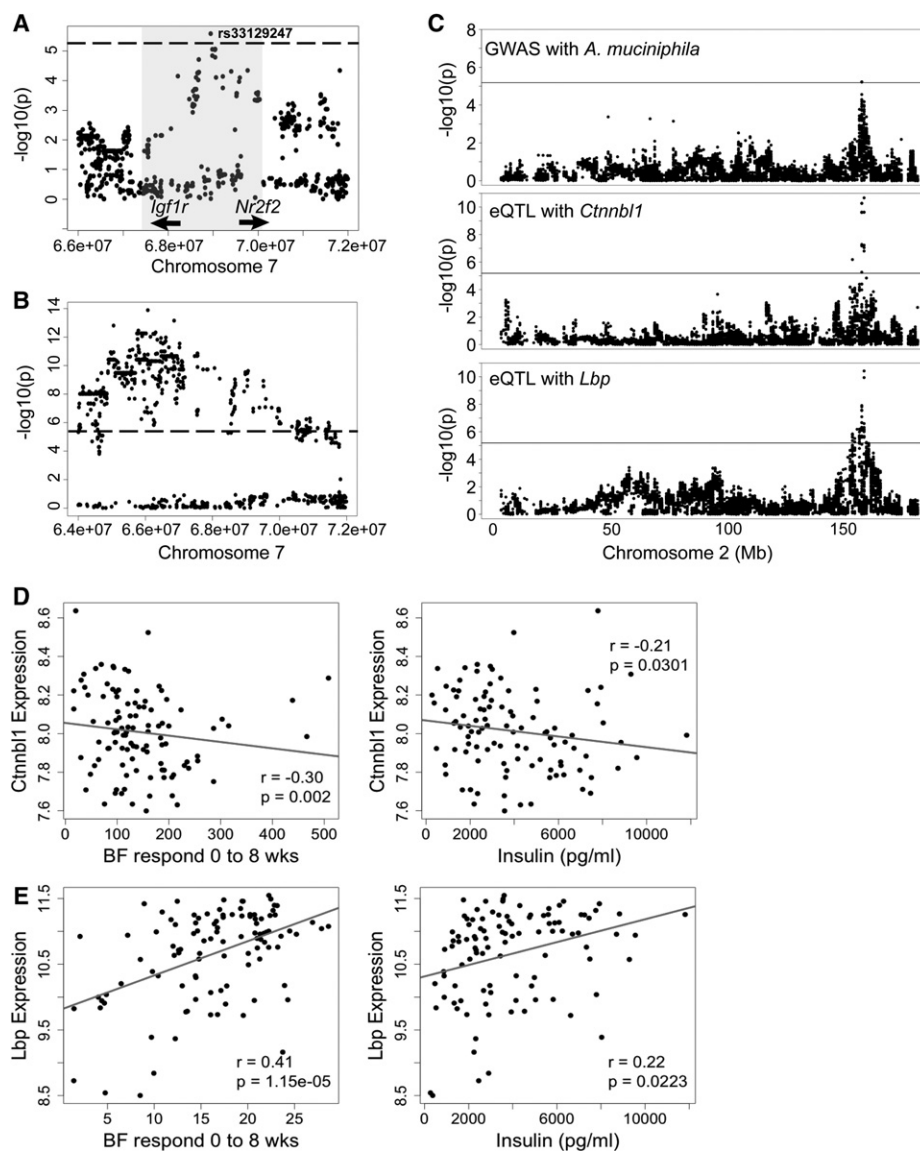 A
rs33129247
-log10(p)
5
4
3
2
1
0
Igf1r
Nr2f2
6.6e+07
6.8e+07
7.0e+07
7.2e+07
Chromosome 7
B
-log10(p)
14
12
10
8
6
4
2
0
6.4e+07
6.6e+07
6.8e+07
7.0e+07
7.2e+07
Chromosome 7
C
GWAS with A. muciniphila
-log10(p)
8
6
4
2
0
eQTL with Ctnnbl1
-log10(p)
10
8
6
4
2
0
eQTL with Lbp
-log10(p)
10
8
6
4
2
0
0
50
100
150
Chromosome 2 (Mb)
D
Ctnnbl1 Expression
8.6
8.4
8.2
8.0
7.8
7.6
r = -0.30
p = 0.002
0
100
200
300
400
500
BF respond 0 to 8 wks
Ctnnbl1 Expression
8.6
8.4
8.2
8.0
7.8
7.6
r = -0.21
p = 0.0301
0
2000
4000
6000
10000
Insulin (pg/ml)
E
Lbp Expression
11.5
10.5
9.5
8.5
r = 0.41
p = 1.15e-05
5
10
15
20
25
BF respond 0 to 8 wks
Lbp Expression
11.5
10.5
9.5
8.5
r = 0.22
p = 0.0223
0
2000
6000
10000
Insulin (pg/ml)